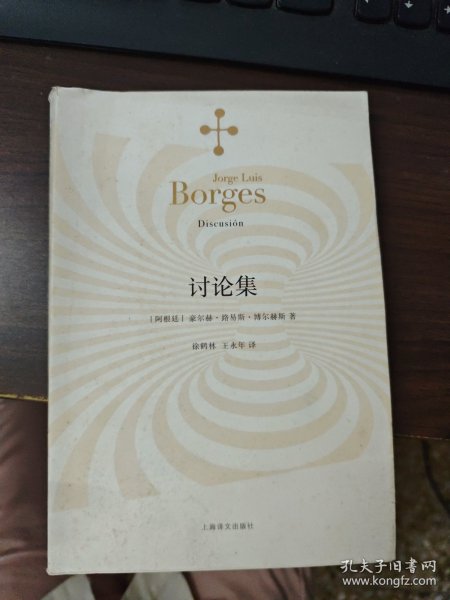 Jorge Luis
Borges
Discusión
讨论集
[阿根廷] 豪尔赫·路易斯·博尔赫斯 著
徐鹤林 王永年 译
上海译文出版社
孔夫子旧书网
www.kongfz.com